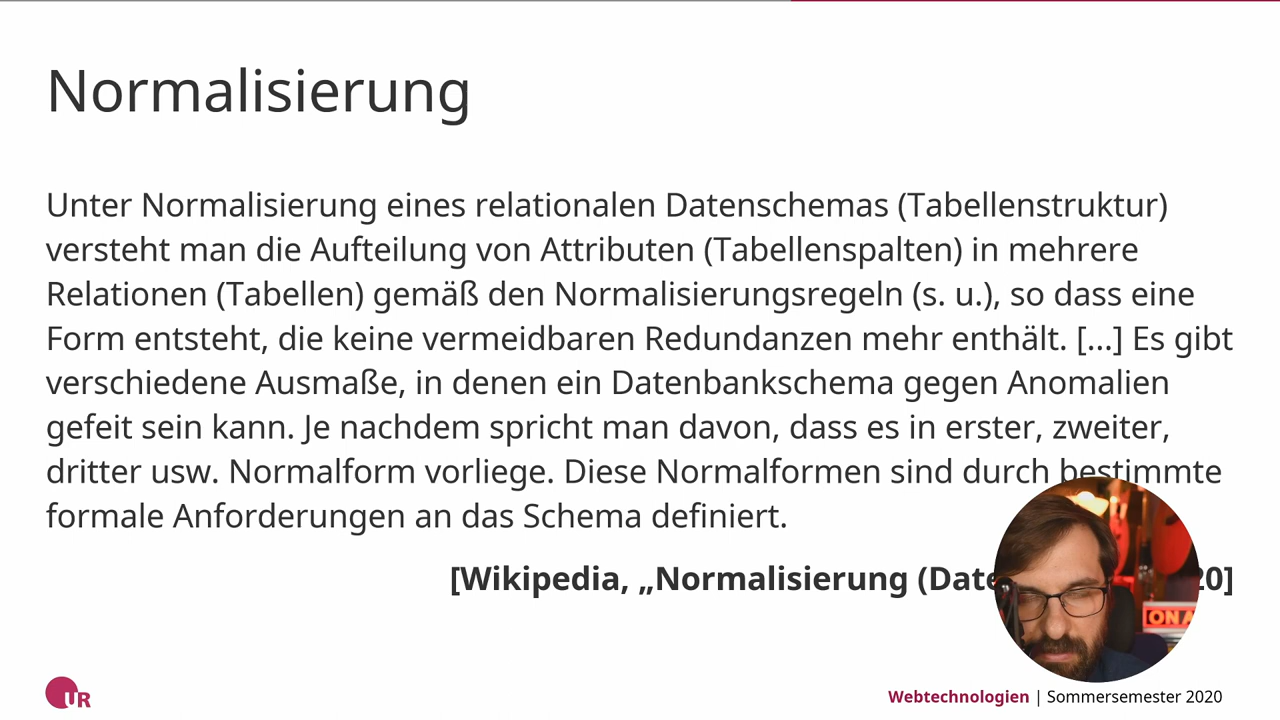 Normalisierung
Unter Normalisierung eines relationalen Datenschemas (Tabellenstruktur)
versteht man die Aufteilung von Attributen (Tabellenspalten) in mehrere
Relationen (Tabellen) gemäß den Normalisierungsregeln (s. u.), so dass eine
Form entsteht, die keine vermeidbaren Redundanzen mehr enthält. [...] Es gibt
verschiedene Ausmaße, in denen ein Datenbankschema gegen Anomalien
gefeit sein kann. Je nachdem spricht man davon, dass es in erster, zweiter,
dritter usw. Normalform vorliege. Diese Normalformen sind durch bestimmte
formale Anforderungen an das Schema definiert.
[Wikipedia, „Normalisierung
ON
UR
Webtechnologien | Sommersemester 2020